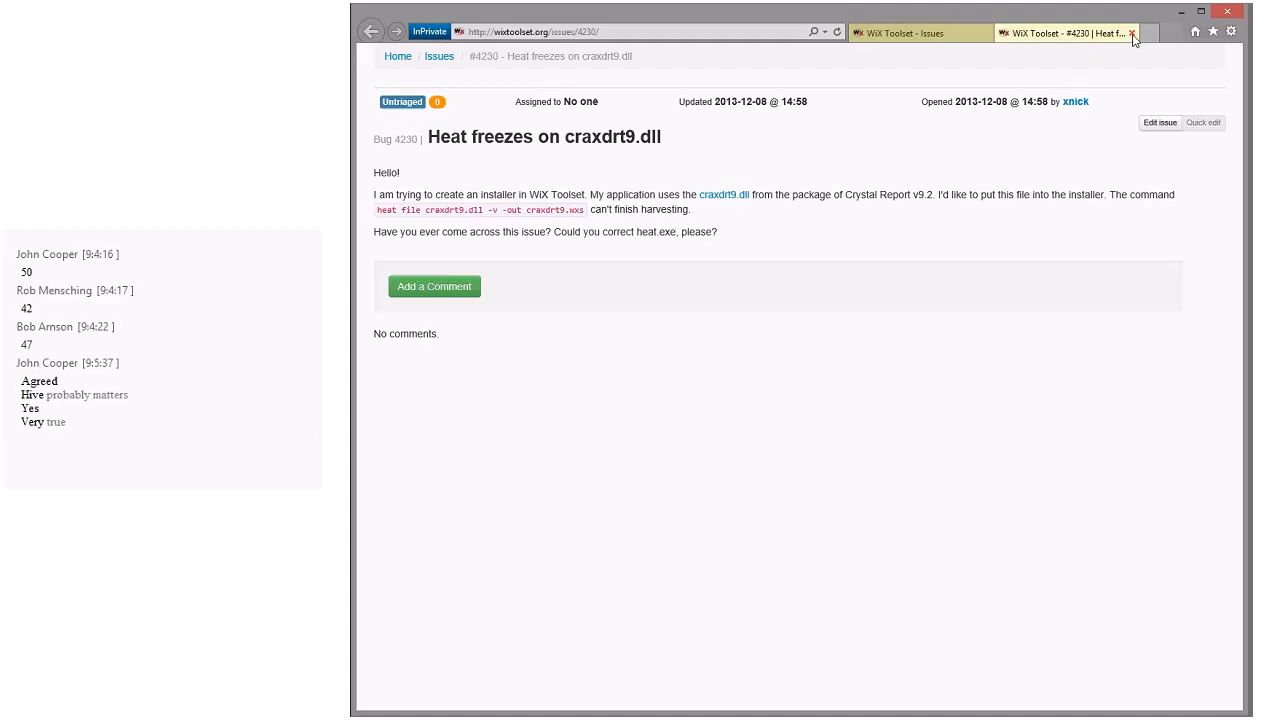 John Cooper [9:4:16 ]
50
Rob Mensching [9:4:17 ]
42
Bob Arnson [9:4:22 ]
47
John Cooper [9:5:37 ]
Agreed
Hive probably matters
Yes
Very true
InPrivate
http://wixtoolset.org/issues/4230/
WiX Toolset - Issues
WiX Toolset - #4230 | Heat f...
Home / Issues / #4230 - Heat freezes on craxdrt9.dll
Untriaged 0 Assigned to No one Updated 2013-12-08 @ 14:58 Opened 2013-12-08 @ 14:58 by xnick
Edit issue Quick edit
Bug 4230 | Heat freezes on craxdrt9.dll
Hello!
I am trying to create an installer in WiX Toolset. My application uses the craxdrt9.dll from the package of Crystal Report v9.2. I'd like to put this file into the installer. The command
heat file craxdrt9.dll -v -out craxdrt9.wxs can't finish harvesting.
Have you ever come across this issue? Could you correct heat.exe, please?
Add a Comment
No comments.